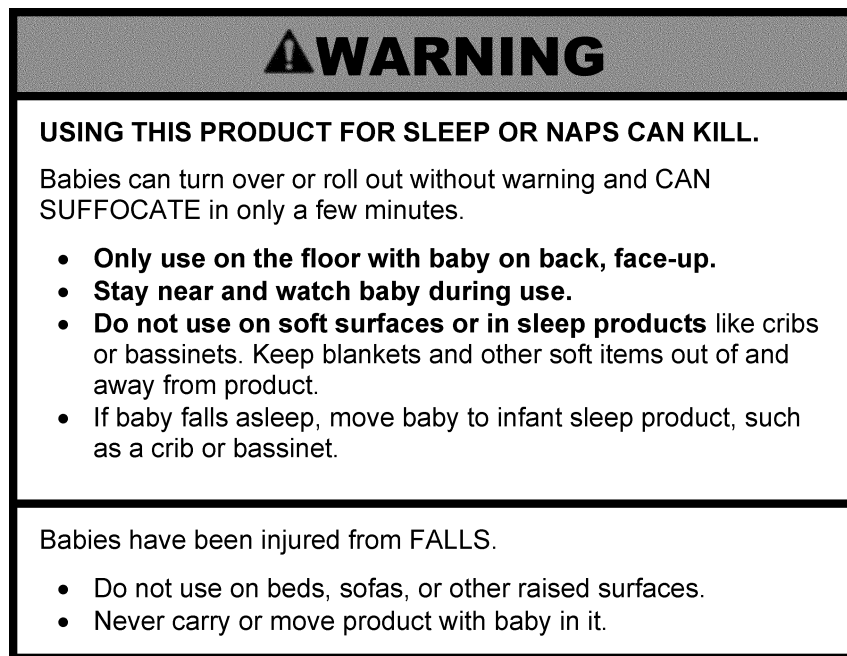 ⚠WARNING
USING THIS PRODUCT FOR SLEEP OR NAPS CAN KILL.
Babies can turn over or roll out without warning and CAN
SUFFOCATE in only a few minutes.
• Only use on the floor with baby on back, face-up.
• Stay near and watch baby during use.
• Do not use on soft surfaces or in sleep products like cribs
or bassinets. Keep blankets and other soft items out of and
away from product.
• If baby falls asleep, move baby to infant sleep product, such
as a crib or bassinet.
Babies have been injured from FALLS.
• Do not use on beds, sofas, or other raised surfaces.
• Never carry or move product with baby in it.